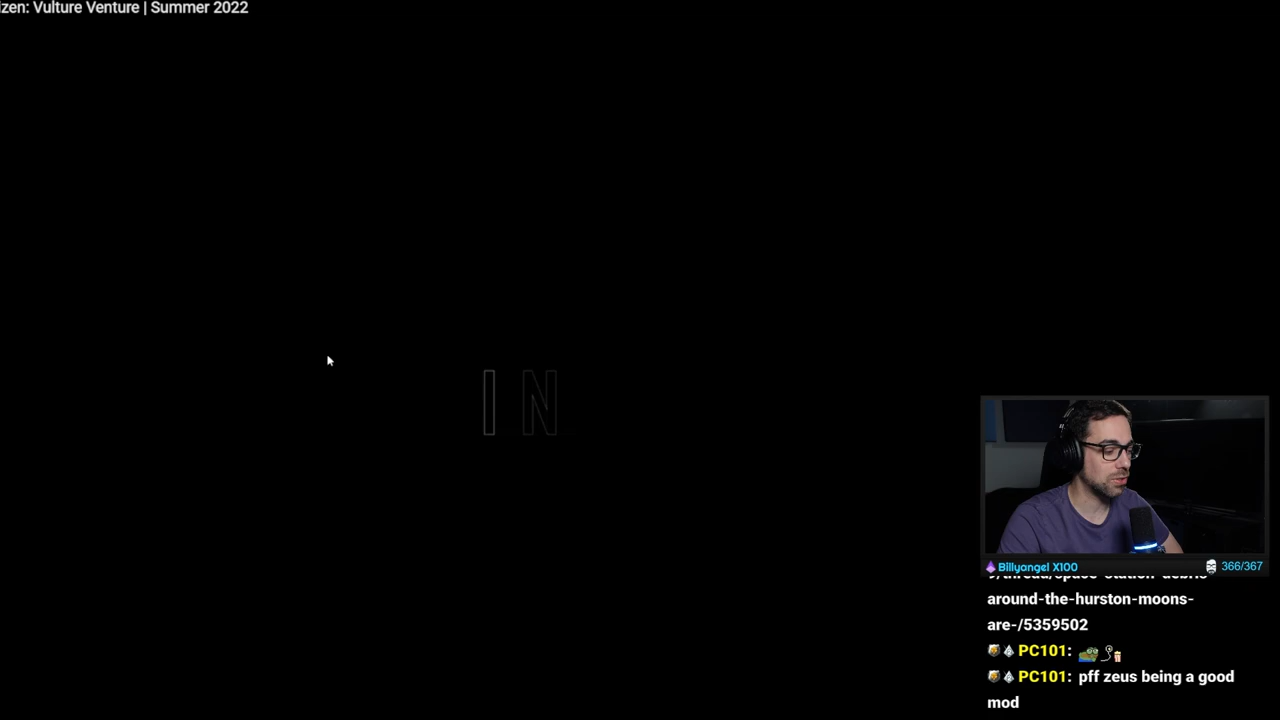 izen: Vulture Venture | Summer 2022
I N
Billyangel X100
366/367
around-the-hurston-moons-
are-/5359502
PC101:
PC101: pff zeus being a good
mod